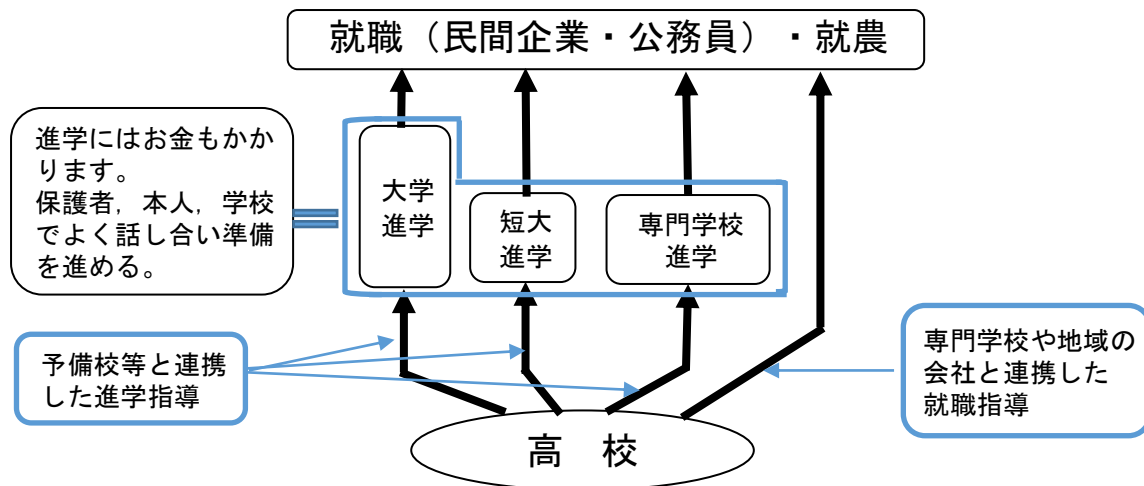 就職（民間企業・公務員）・就農
進学にはお金もかか
ります。
保護者，本人，学校
でよく話し合い準備
を進める。
大学
進学
短大
進学
専門学校
進学
予備校等と連携
した進学指導
専門学校や地域の
会社と連携した
就職指導
高　校